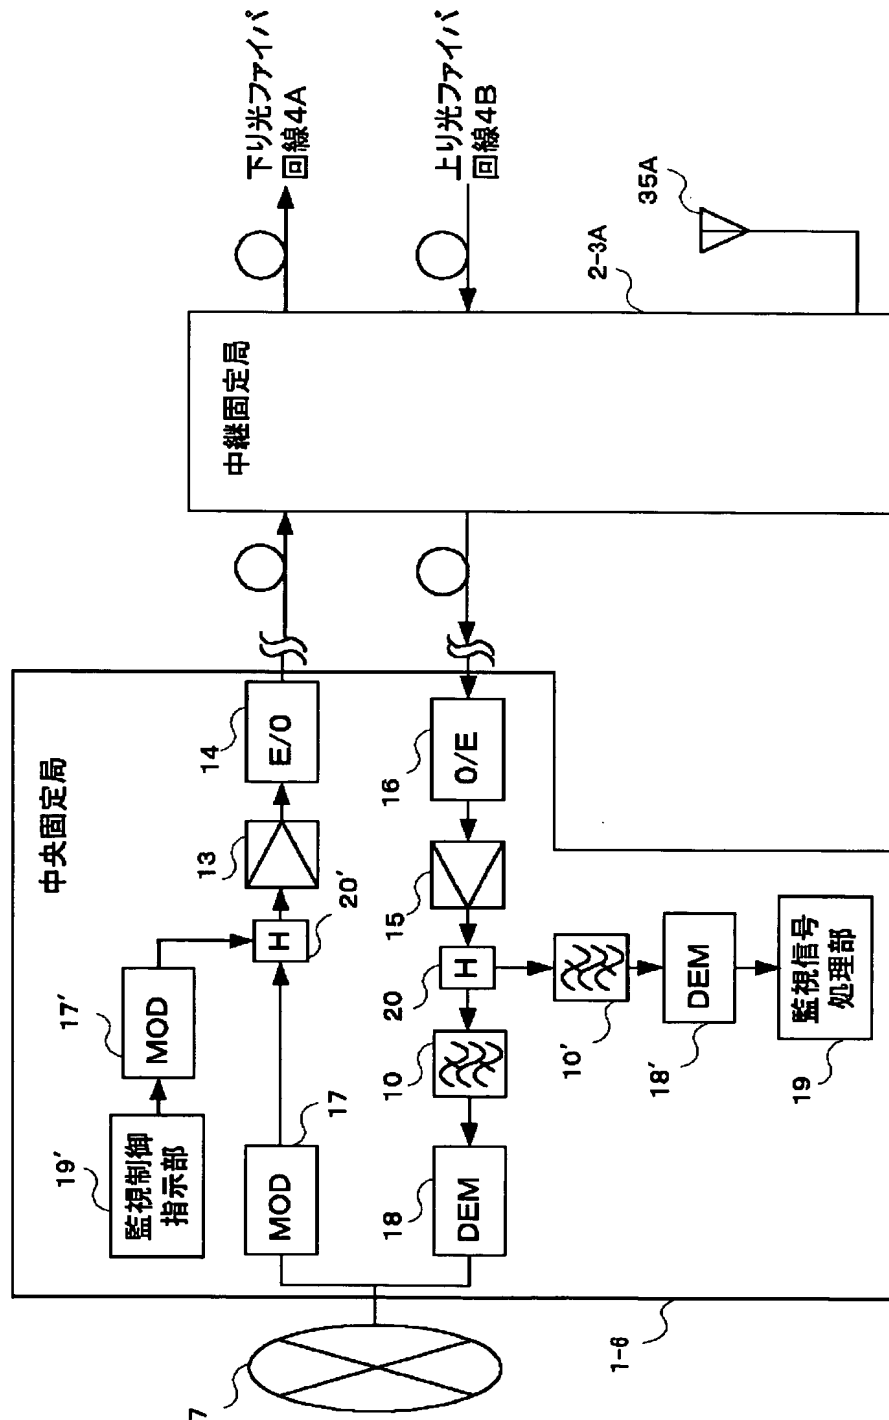 中央固定局
19′
監視制御
指示部
17′
MOD
17
MOD
H
20′
13
14
E/O
下り光ファイバ
回線4A
中継固定局
上り光ファイバ
回線4B
16
O/E
15
20
H
10
18
DEM
10′
18′
DEM
監視信号
処理部
19
2-3A
35A
7
1-6